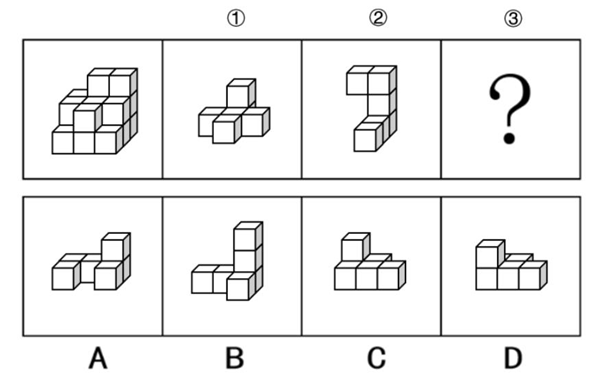 ① ② ③
?
A B C D